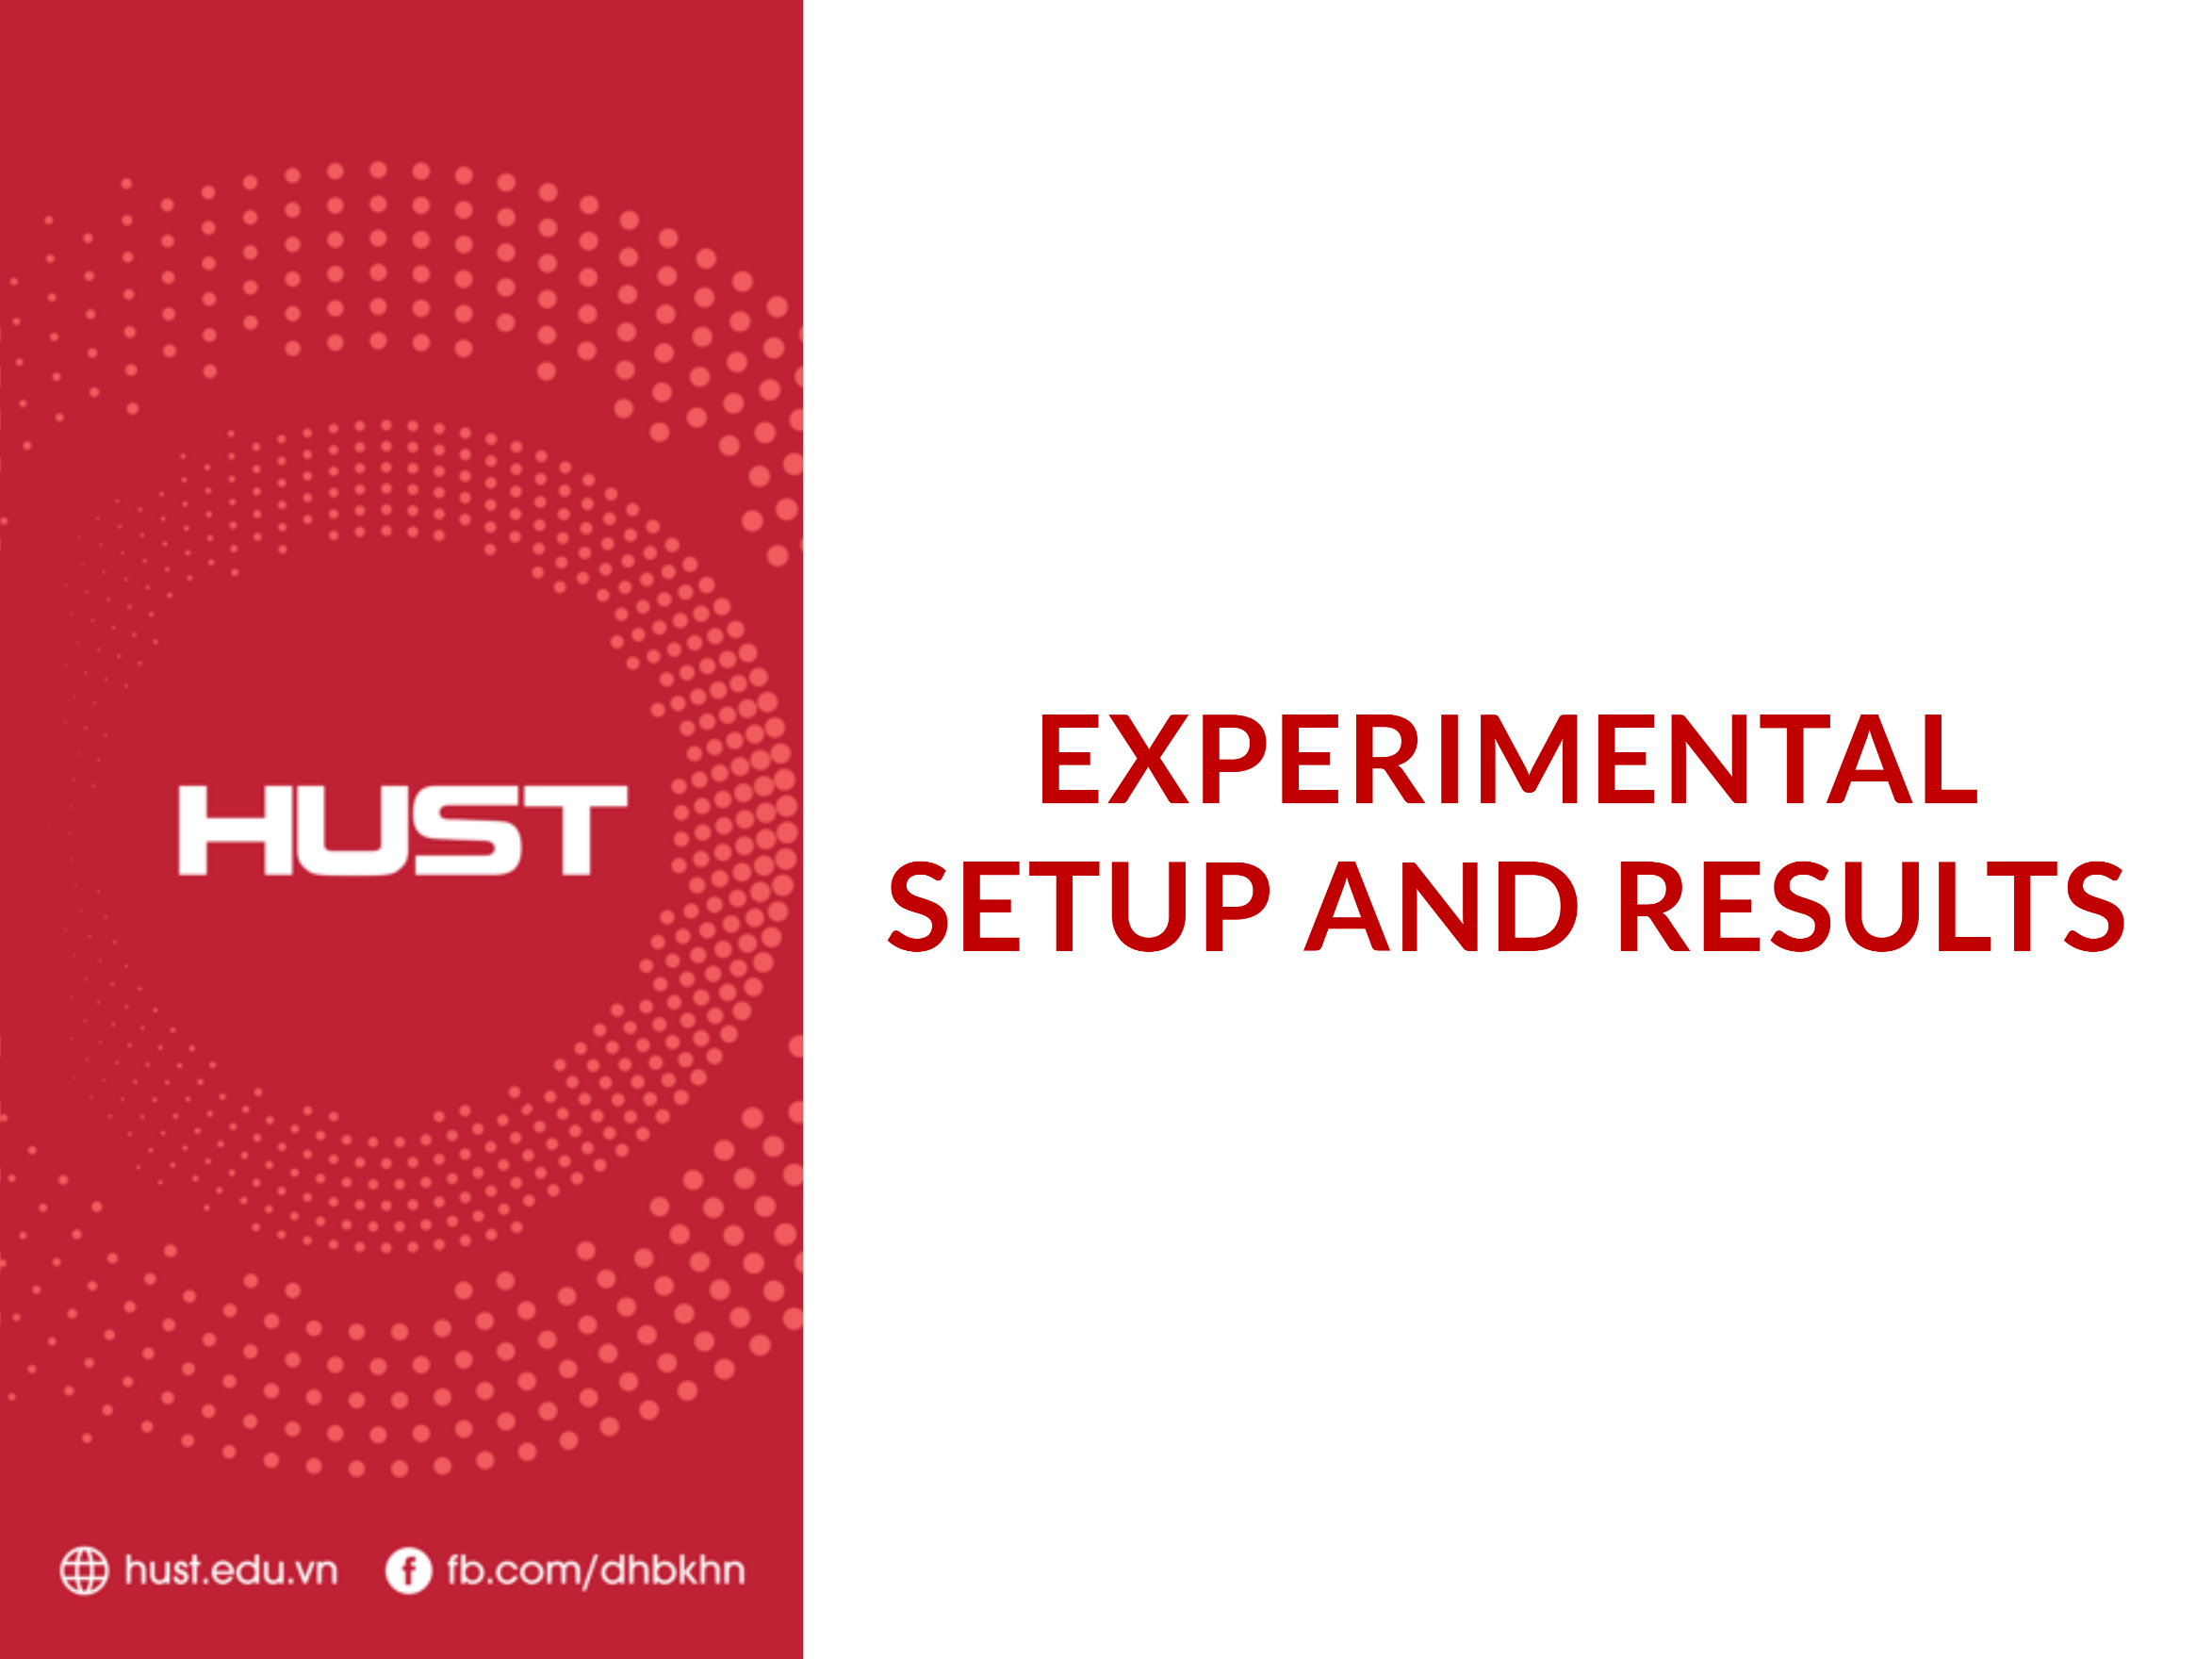 HUST
EXPERIMENTAL
SETUP AND RESULTS
hust.edu.vn
fb.com/dhbkhn